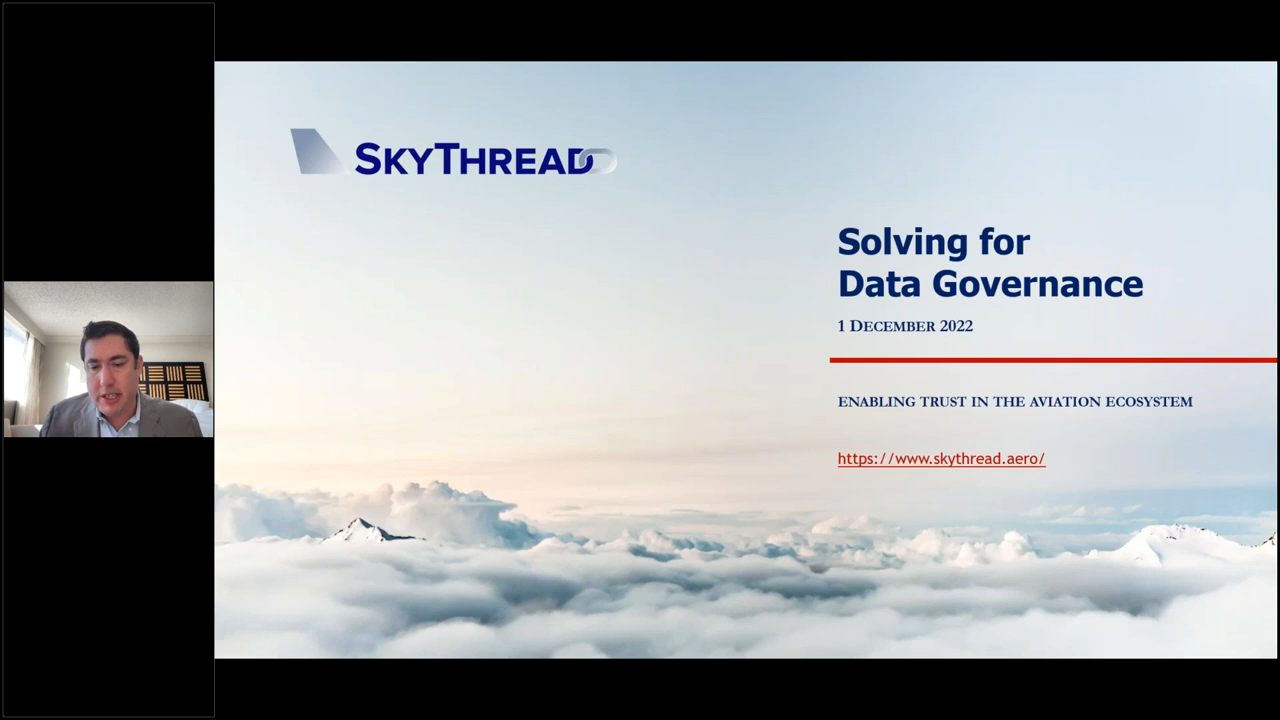 SKYTHREAD
Solving for
Data Governance
1 DECEMBER 2022
ENABLING TRUST IN THE AVIATION ECOSYSTEM
https://www.skythread.aero/